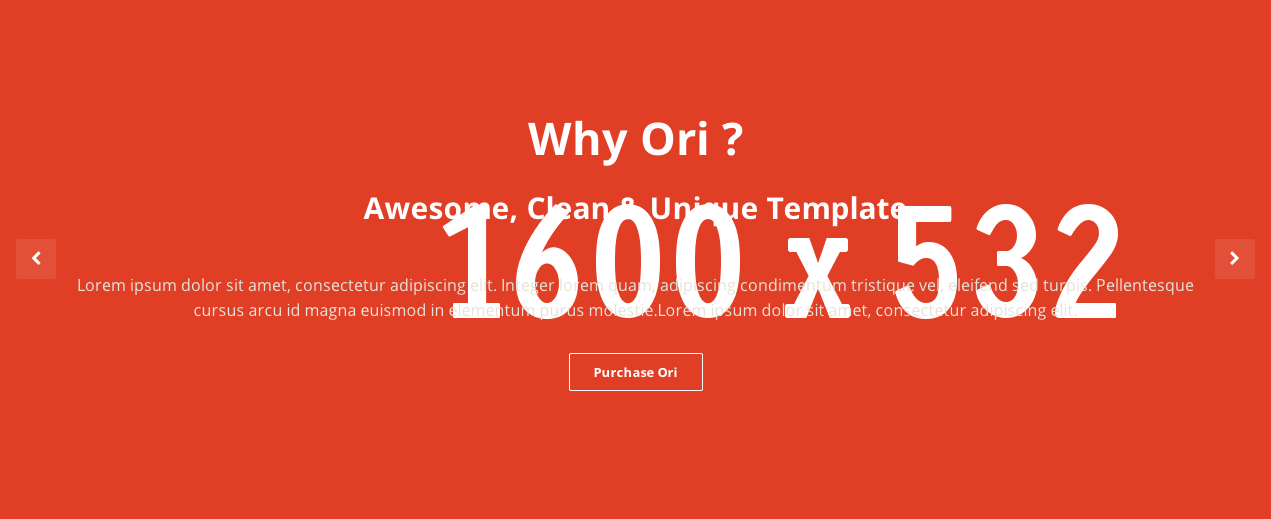 Why Ori ?
Awesome, Clean & Unique Template
1600 x 532
Lorem ipsum dolor sit amet, consectetur adipiscing elit. Integer lorem quam, adipiscing condimentum tristique vel, eleifend sed turpis. Pellentesque
cursus arcu id magna euismod in elementum purus molestie.Lorem ipsum dolor sit amet, consectetur adipiscing elit.
Purchase Ori